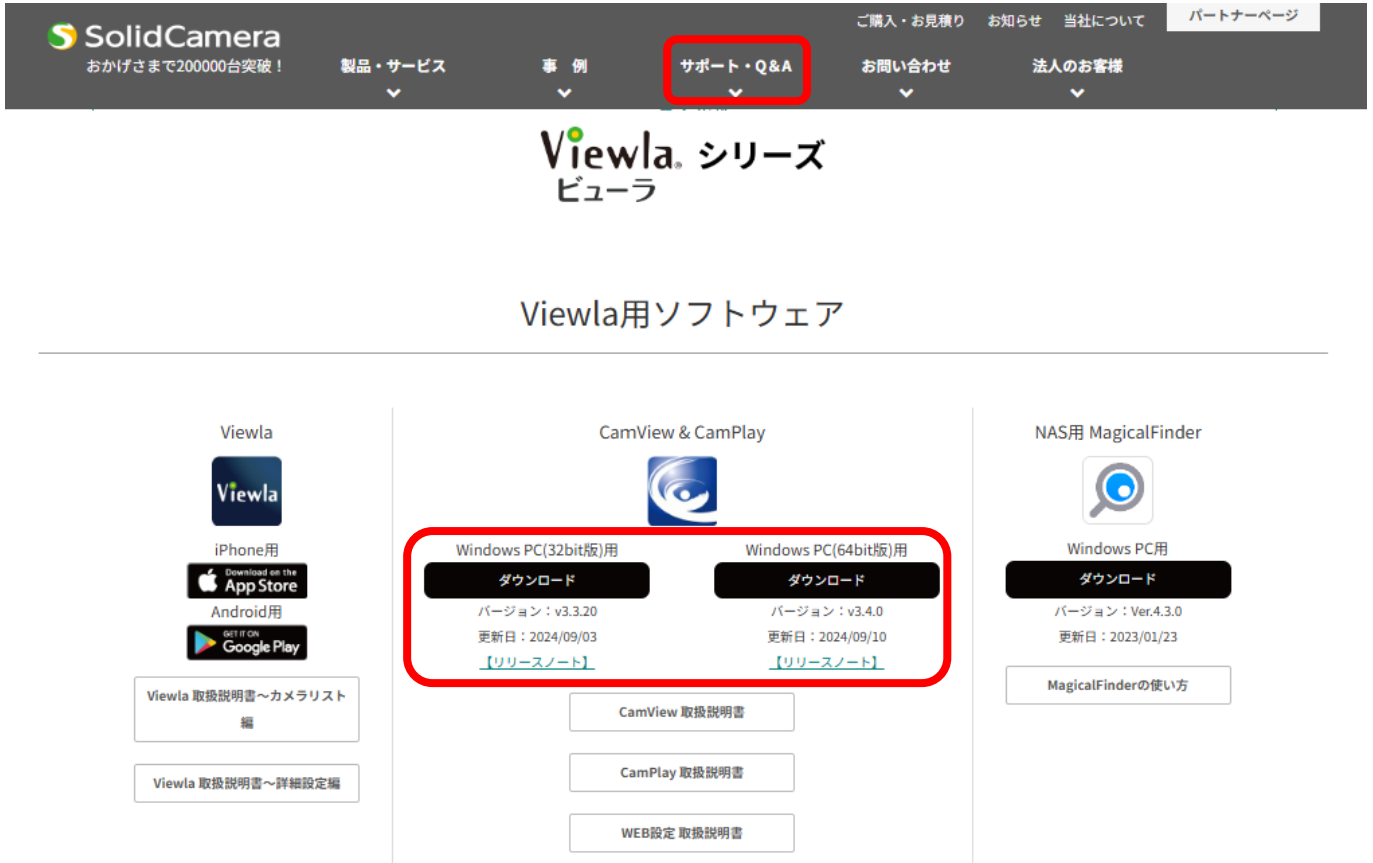 ご購入・お見積り お知らせ 当社について パートナーページ
SolidCamera
おかげさまで200000台突破！
製品・サービス 事 例 サポート・Q&A お問い合わせ 法人のお客様
Viewla® シリーズ
ビューラ
Viewla用ソフトウェア
Viewla
Viewla
iPhone用
Download on the
App Store
Android用
GET IT ON
Google Play
Viewla 取扱説明書～カメラリスト
編
Viewla 取扱説明書～詳細設定編
CamView & CamPlay
Windows PC(32bit版)用 Windows PC(64bit版)用
ダウンロード ダウンロード
バージョン：v3.3.20 バージョン：v3.4.0
更新日：2024/09/03 更新日：2024/09/10
【リリースノート】 【リリースノート】
CamView 取扱説明書
CamPlay 取扱説明書
WEB設定 取扱説明書
NAS用 MagicalFinder
Windows PC用
ダウンロード
バージョン：Ver.4.3.0
更新日：2023/01/23
MagicalFinderの使い方